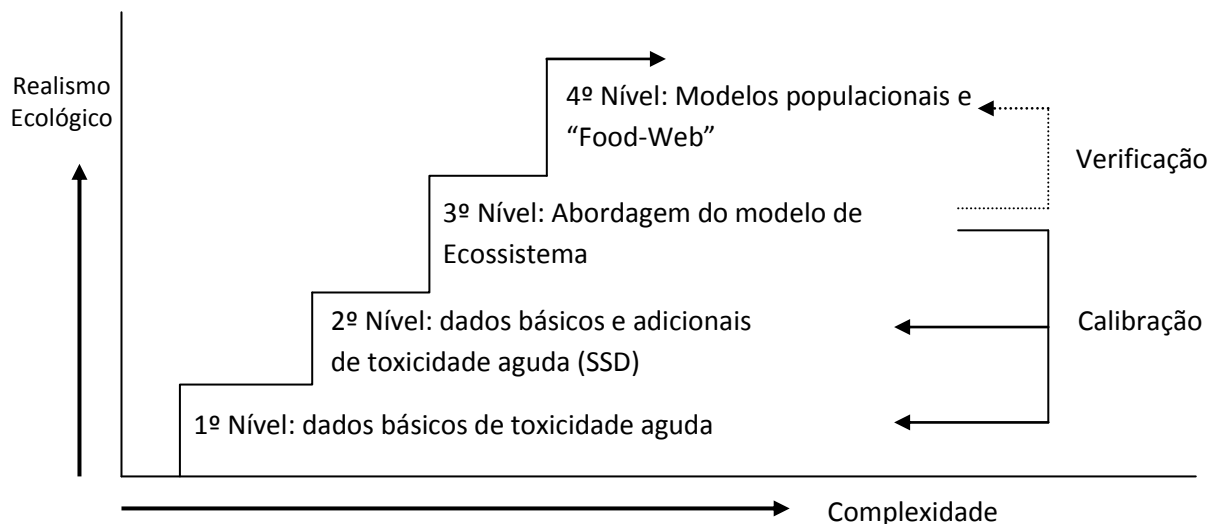 Realismo
Ecológico
4º Nível: Modelos populacionais e
“Food-Web”
Verificação
3º Nível: Abordagem do modelo de
Ecossistema
2º Nível: dados básicos e adicionais
de toxicidade aguda (SSD)
Calibração
1º Nível: dados básicos de toxicidade aguda
Complexidade